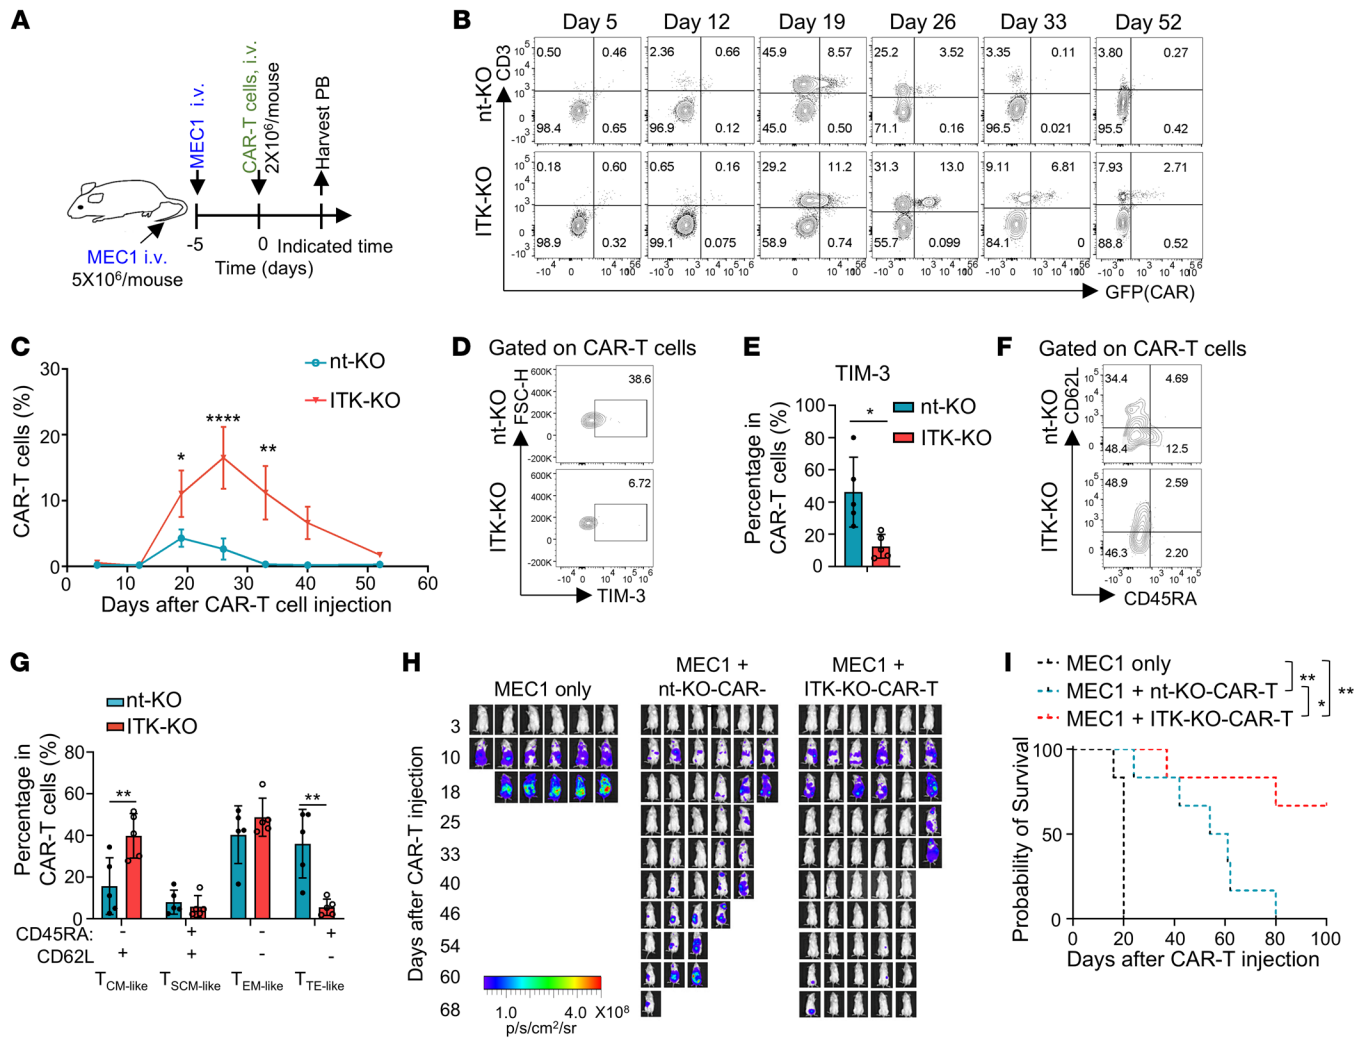 A
MEC1 i.v.
CAR-T cells, i.v.
2X10⁶/mouse
Harvest PB
-5
0
Indicated time
MEC1 i.v.
5X10⁶/mouse
Time (days)
B
Day 5
Day 12
Day 19
Day 26
Day 33
Day 52
nt-KO
CD3
0.50 0.46
2.36 0.66
45.9 8.57
25.2 3.52
3.35 0.11
3.80 0.27
98.4 0.65
96.9 0.12
45.0 0.50
71.1 0.16
96.5 0.021
95.5 0.42
ITK-KO
0.18 0.60
0.65 0.16
29.2 11.2
31.3 13.0
9.11 6.81
7.93 2.71
98.9 0.32
99.1 0.075
58.9 0.74
55.7 0.099
84.1 0
88.8 0.52
GFP(CAR)
C
nt-KO
ITK-KO
CAR-T cells (%)
30
20
10
0
* **** **
0 10 20 30 40 50 60
Days after CAR-T cell injection
D
Gated on CAR-T cells
nt-KO
FSC-H
600K
400K
200K
0
-200K
38.6
ITK-KO
600K
400K
200K
0
-200K
6.72
TIM-3
E
TIM-3
nt-KO
ITK-KO
*
Percentage in
CAR-T cells (%)
100
80
60
40
20
0
F
Gated on CAR-T cells
nt-KO
CD62L
34.4 4.69
48.4 12.5
ITK-KO
48.9 2.59
46.3 2.20
CD45RA
G
nt-KO
ITK-KO
Percentage in
CAR-T cells (%)
80
60
40
20
0
** **
CD45RA: - + - +
CD62L + + - -
T CM-like T SCM-like T EM-like T TE-like
H
MEC1 only
MEC1 +
nt-KO-CAR-
MEC1 +
ITK-KO-CAR-T
Days after CAR-T injection
3
10
18
25
33
40
46
54
60
68
1.0 4.0 X10⁸
p/s/cm²/sr
I
MEC1 only
MEC1 + nt-KO-CAR-T
MEC1 + ITK-KO-CAR-T
** * **
Probability of Survival
100
50
0
0 20 40 60 80 100
Days after CAR-T injection